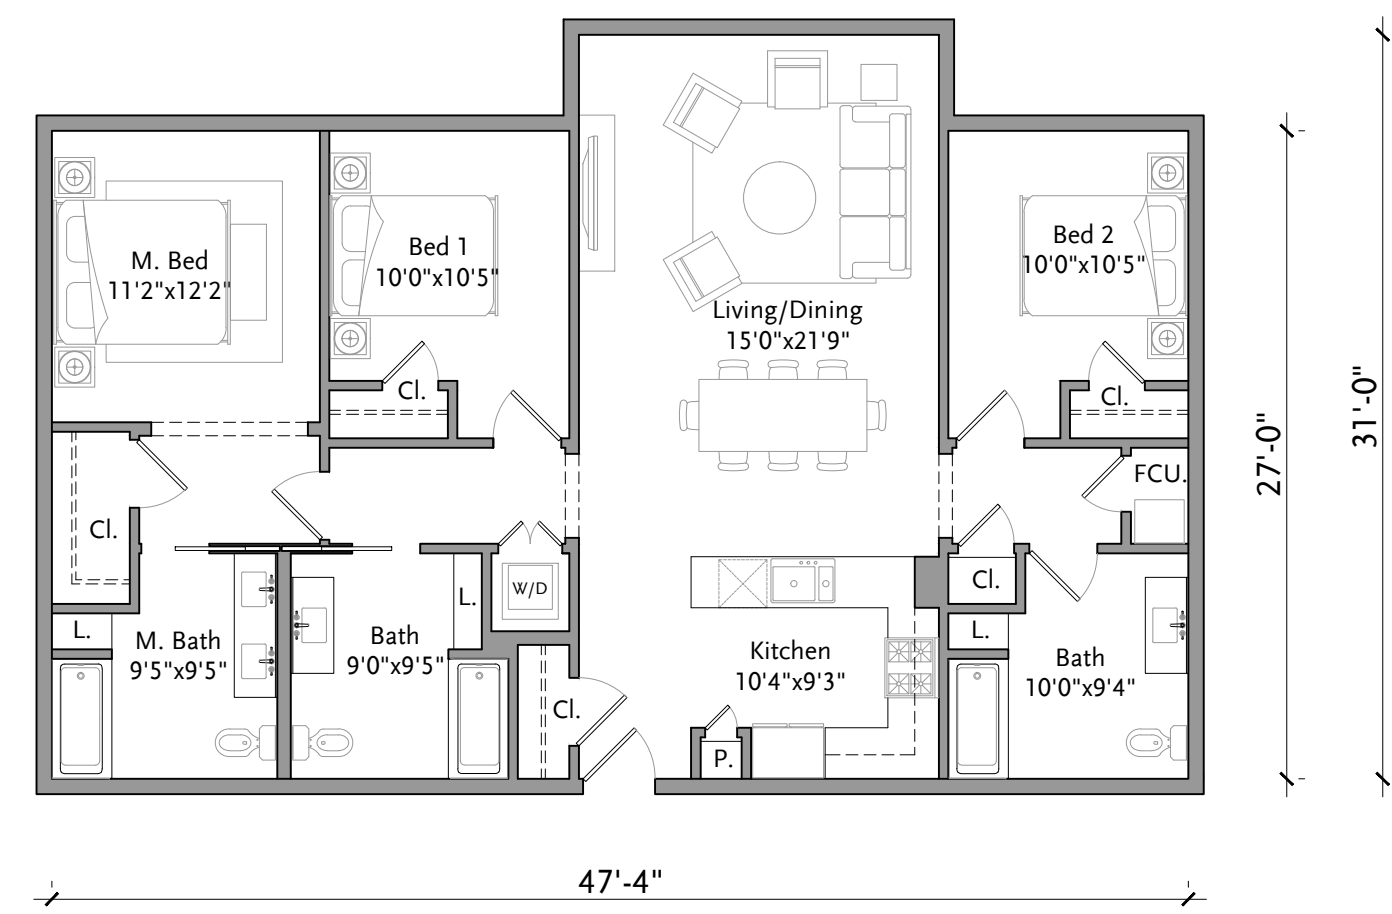 M. Bed
11'2"x12'2"
Bed 1
10'0"x10'5"
Living/Dining
15'0"x21'9"
Bed 2
10'0"x10'5"
Cl.
Cl.
FCU.
Cl.
W/D
L.
Cl.
L.
M. Bath
9'5"x9'5"
Bath
9'0"x9'5"
Kitchen
10'4"x9'3"
L.
Bath
10'0"x9'4"
Cl.
P.
27'-0"
31'-0"
47'-4"